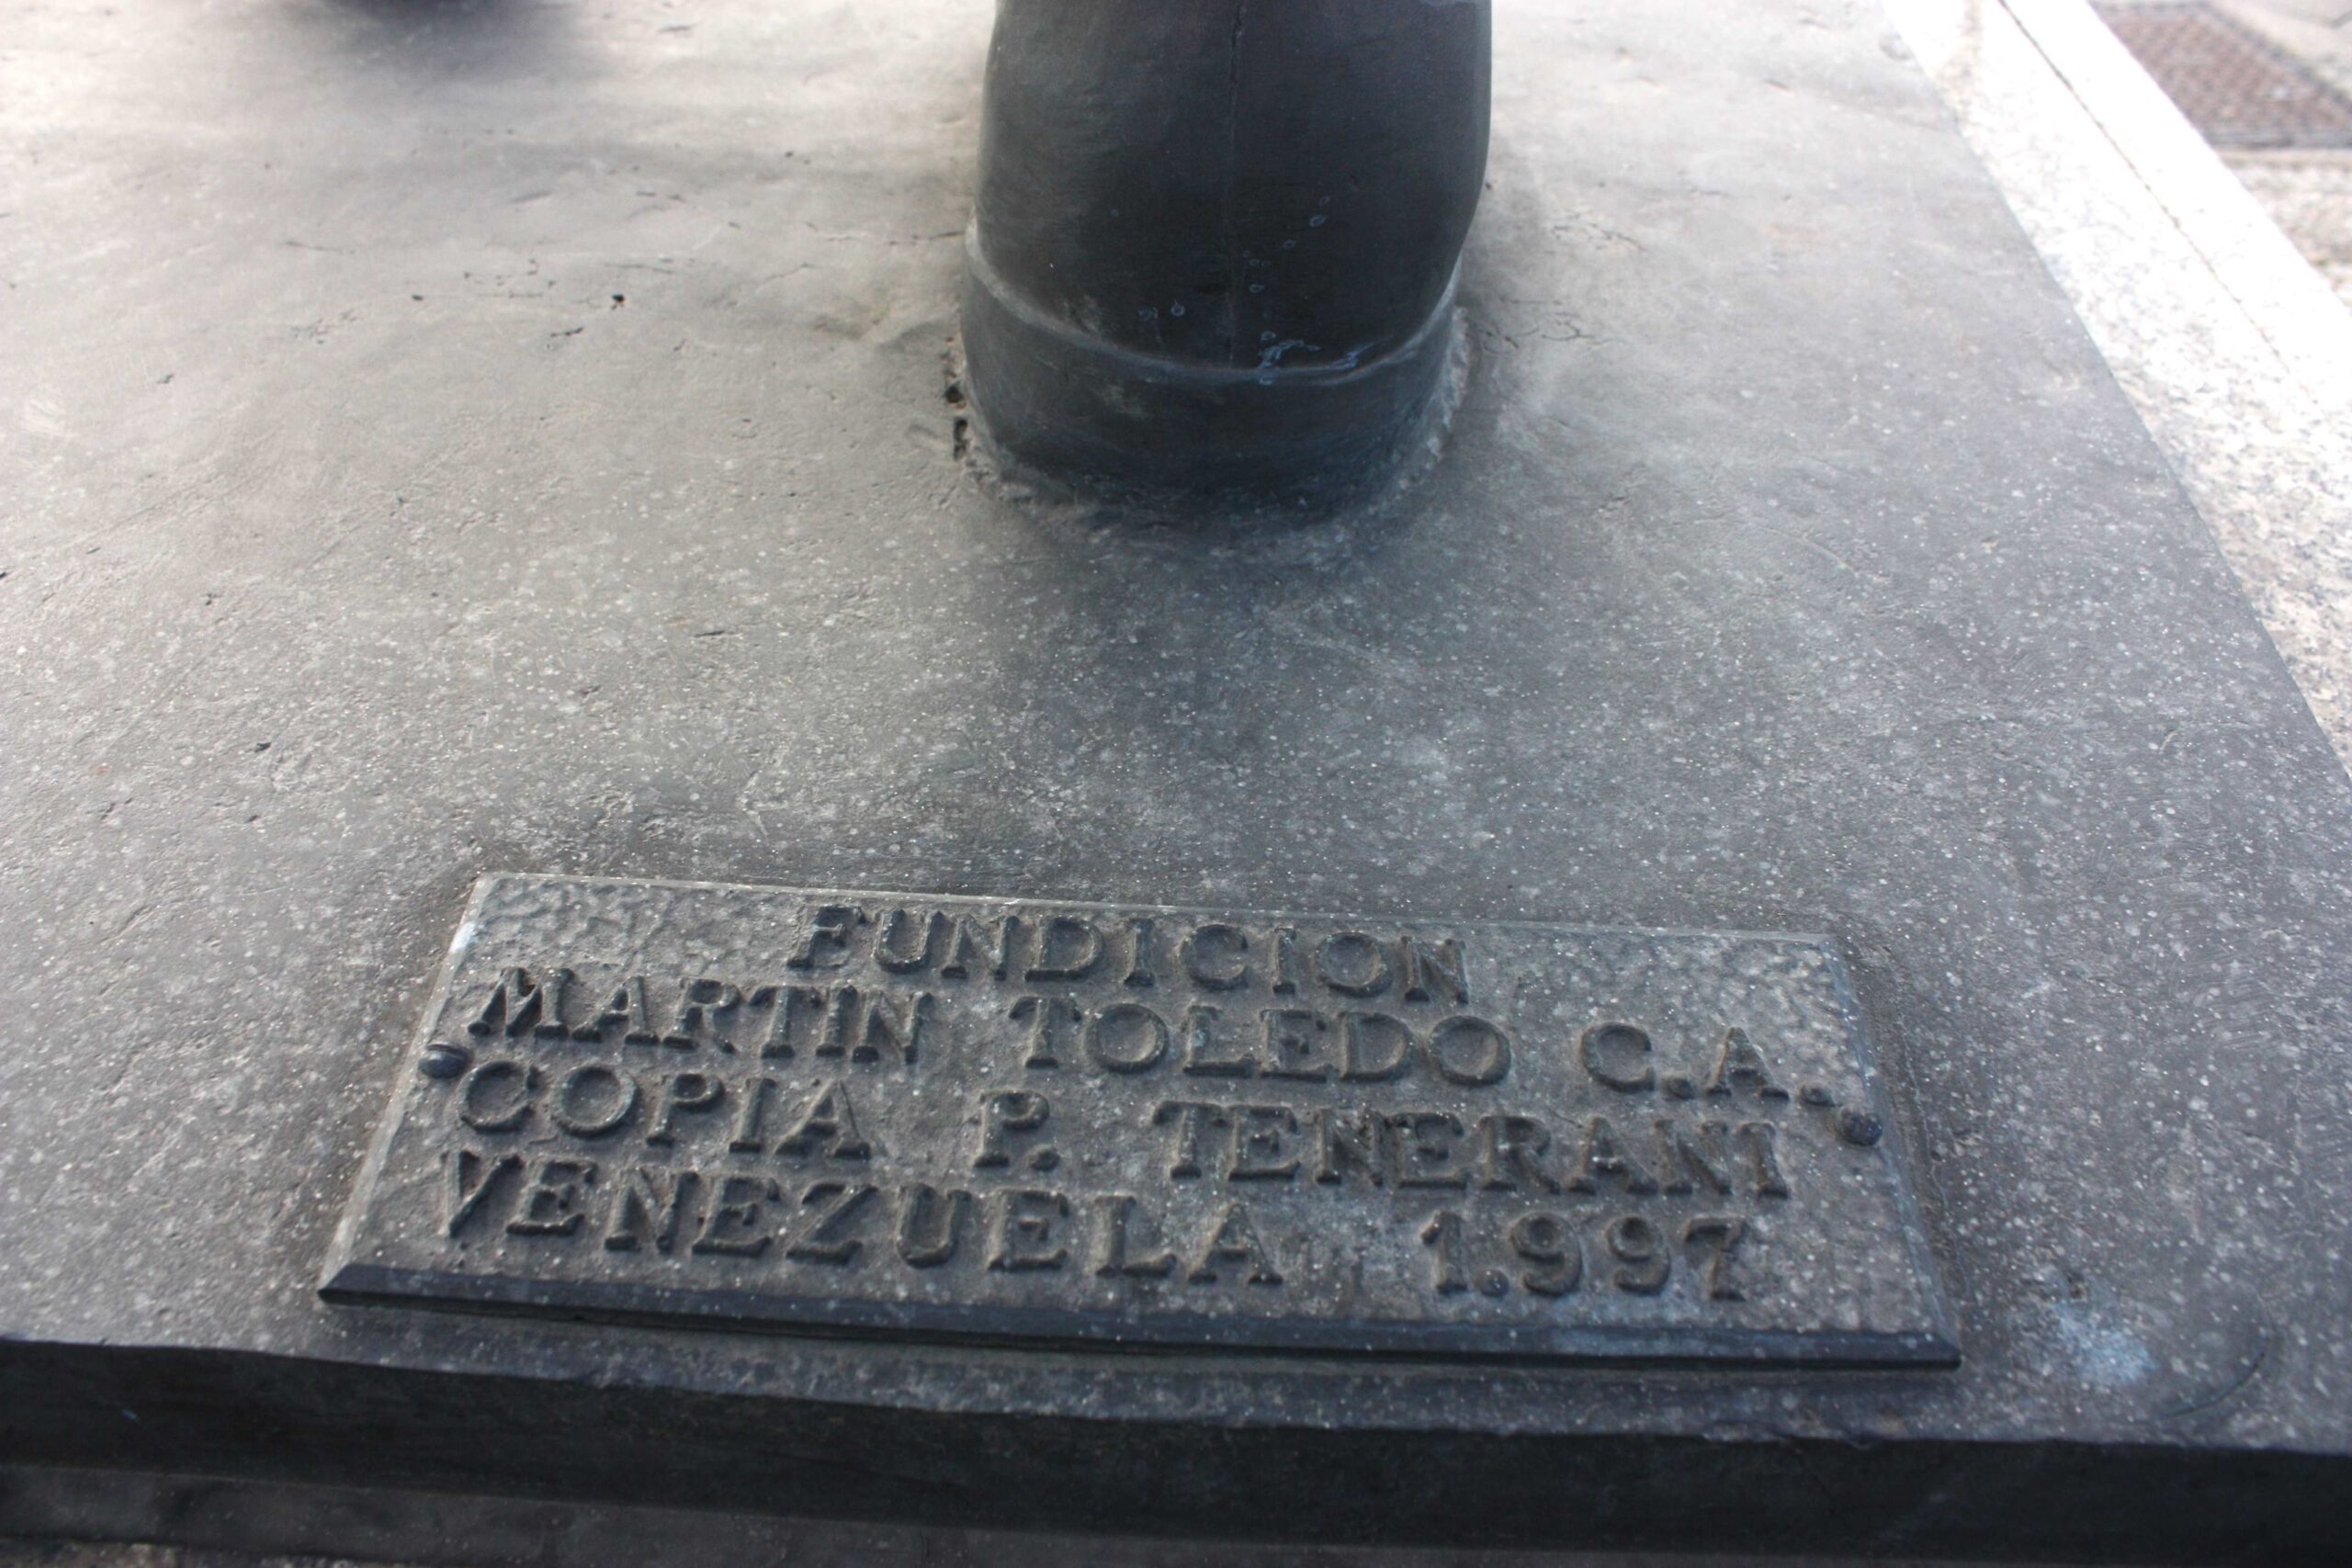 FUNDICION
MARTIN TOLEDO C.A.
COPIA P. TENERANI
VENEZUELA 1.997